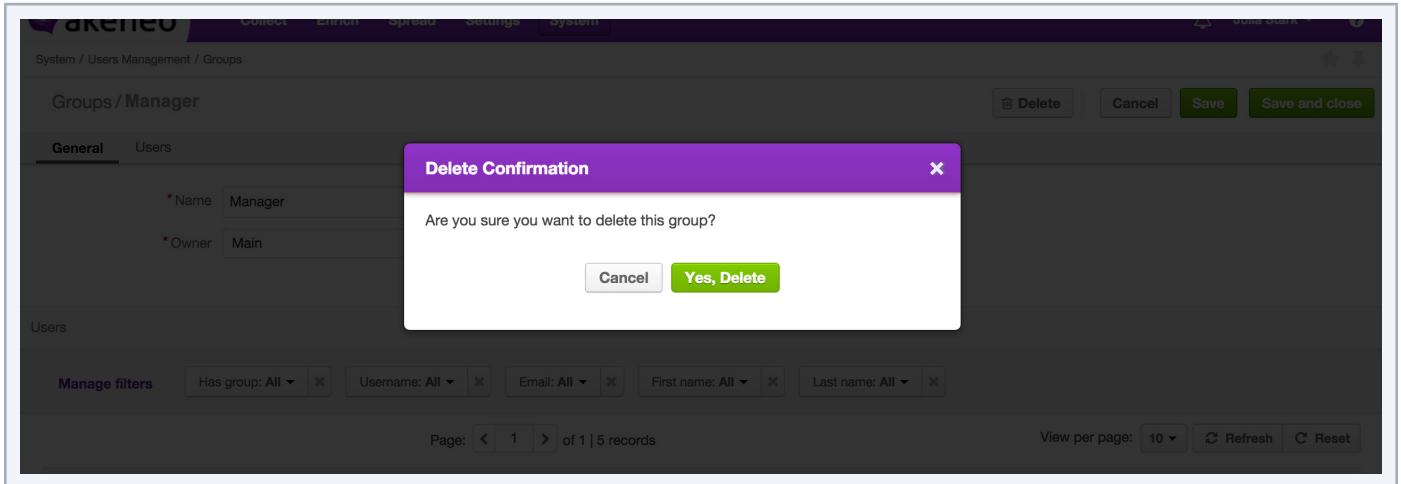 akeneo Collect Enrich Spread Settings System Julia Stark
System / Users Management / Groups
Groups / Manager Delete Cancel Save Save and close
General Users
Delete Confirmation
* Name Manager
Are you sure you want to delete this group?
* Owner Main
Cancel Yes, Delete
Users
Manage filters Has group: All Username: All Email: All First name: All Last name: All
Page: 1 of 1 | 5 records View per page: 10 Refresh Reset